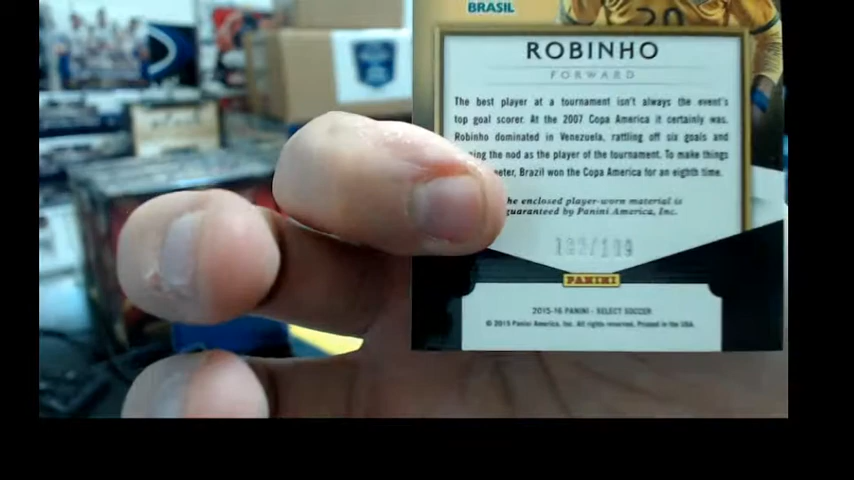 BRASIL
20
ROBINHO
FORWARD
The best player at a tournament isn't always the event's
top goal scorer. At the 2007 Copa America it certainly was.
Robinho dominated in Venezuela, rattling off six goals and
the nod as the player of the tournament. To make things
Brazil won the Copa America for an eighth time.
enclosed player-worn material is
guaranteed by Panini America, Inc.
PANINI
2015-16 PANINI - SELECT SOCCER
© 2015 Panini America, Inc. All rights reserved. Printed in the USA.